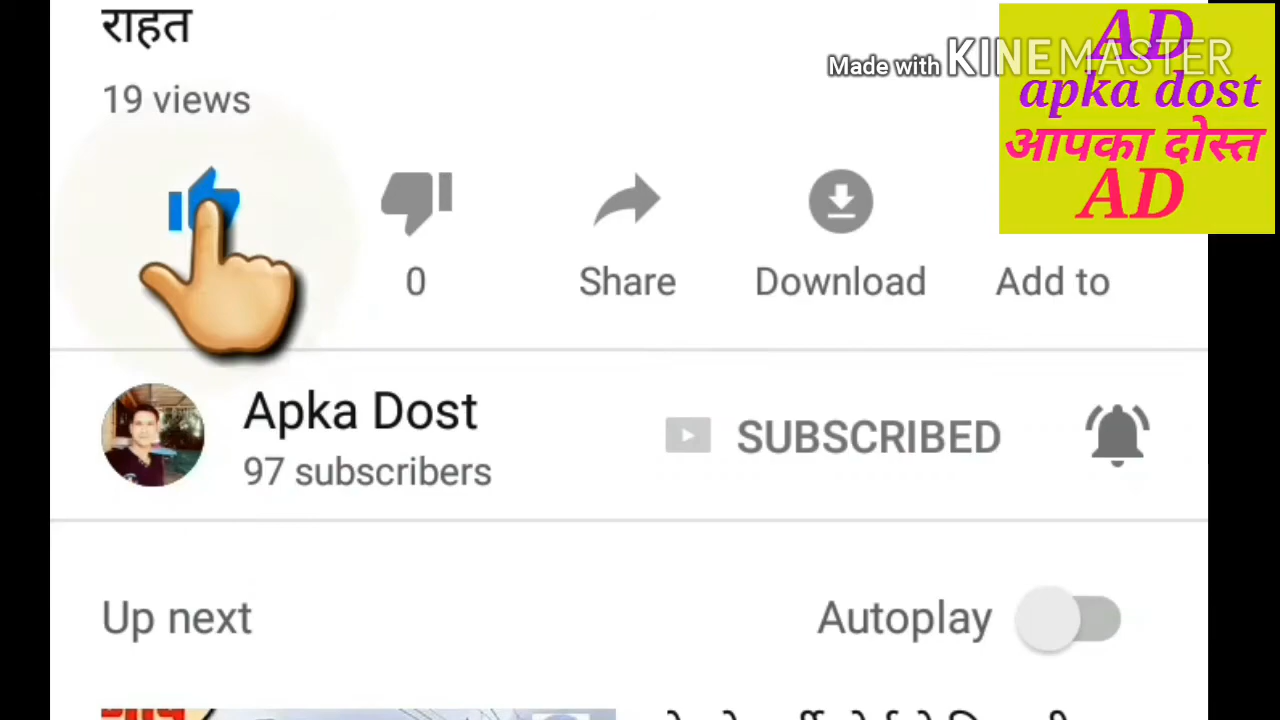 राहत
19 views
Made with KINEMASTER
AD
apka dost
आपका दोस्त
AD
0
Share
Download
Add to
Apka Dost
97 subscribers
SUBSCRIBED
Up next
Autoplay